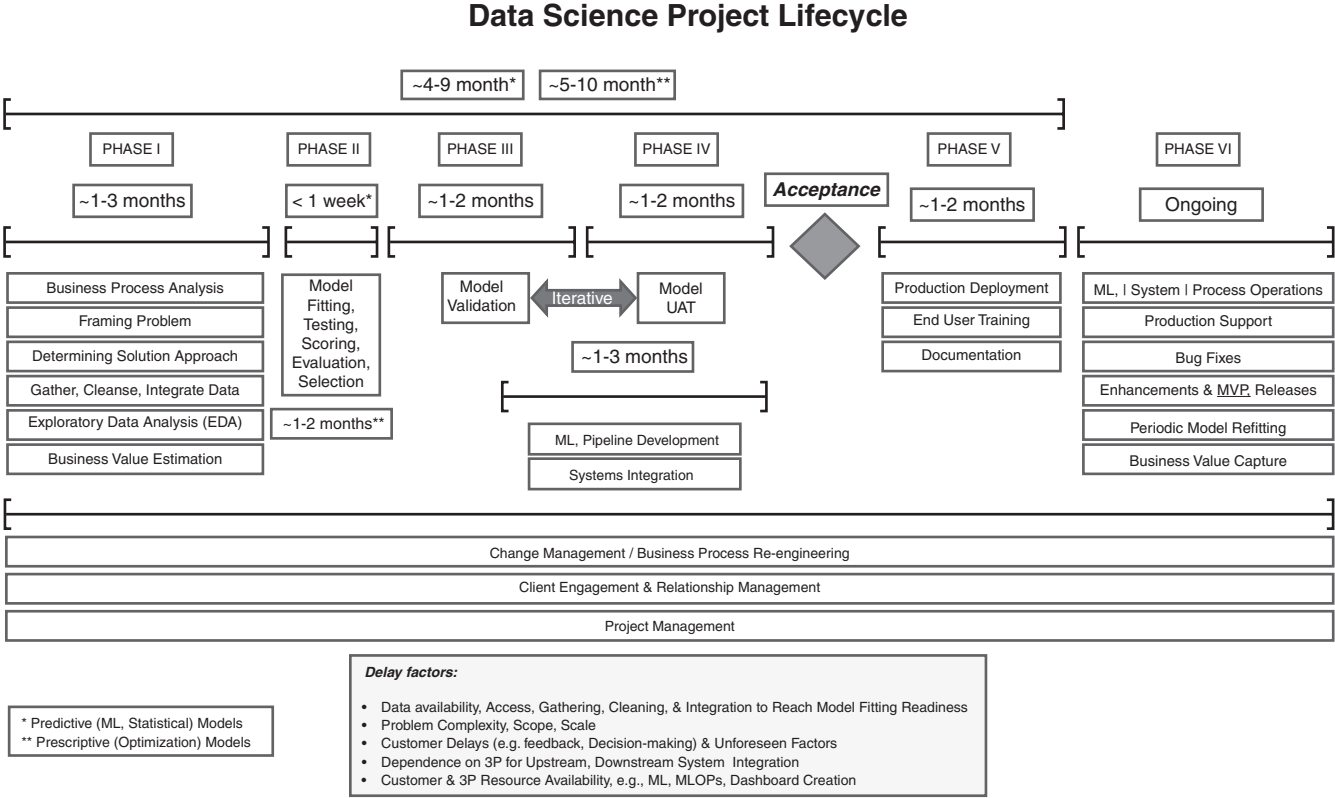 Data Science Project Lifecycle
~4-9 month*
~5-10 month**
PHASE I
PHASE II
PHASE III
PHASE IV
PHASE V
PHASE VI
~1-3 months
< 1 week*
~1-2 months
~1-2 months
Acceptance
~1-2 months
Ongoing
Business Process Analysis
Framing Problem
Determining Solution Approach
Gather, Cleanse, Integrate Data
Exploratory Data Analysis (EDA)
Business Value Estimation
Model
Fitting,
Testing,
Scoring,
Evaluation,
Selection
~1-2 months**
Model
Validation
Iterative
Model
UAT
~1-3 months
ML, Pipeline Development
Systems Integration
Production Deployment
End User Training
Documentation
ML, | System | Process Operations
Production Support
Bug Fixes
Enhancements & MVP, Releases
Periodic Model Refitting
Business Value Capture
Change Management / Business Process Re-engineering
Client Engagement & Relationship Management
Project Management
* Predictive (ML, Statistical) Models
** Prescriptive (Optimization) Models
Delay factors:
• Data availability, Access, Gathering, Cleaning, & Integration to Reach Model Fitting Readiness
• Problem Complexity, Scope, Scale
• Customer Delays (e.g. feedback, Decision-making) & Unforeseen Factors
• Dependence on 3P for Upstream, Downstream System Integration
• Customer & 3P Resource Availability, e.g., ML, MLOPs, Dashboard Creation